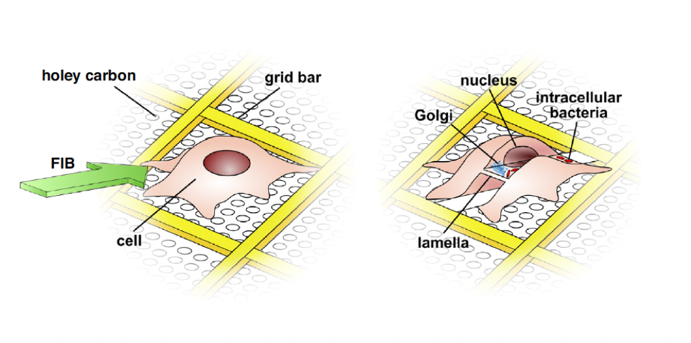 holey carbon
grid bar
FIB
cell
nucleus
intracellular
bacteria
Golgi
lamella